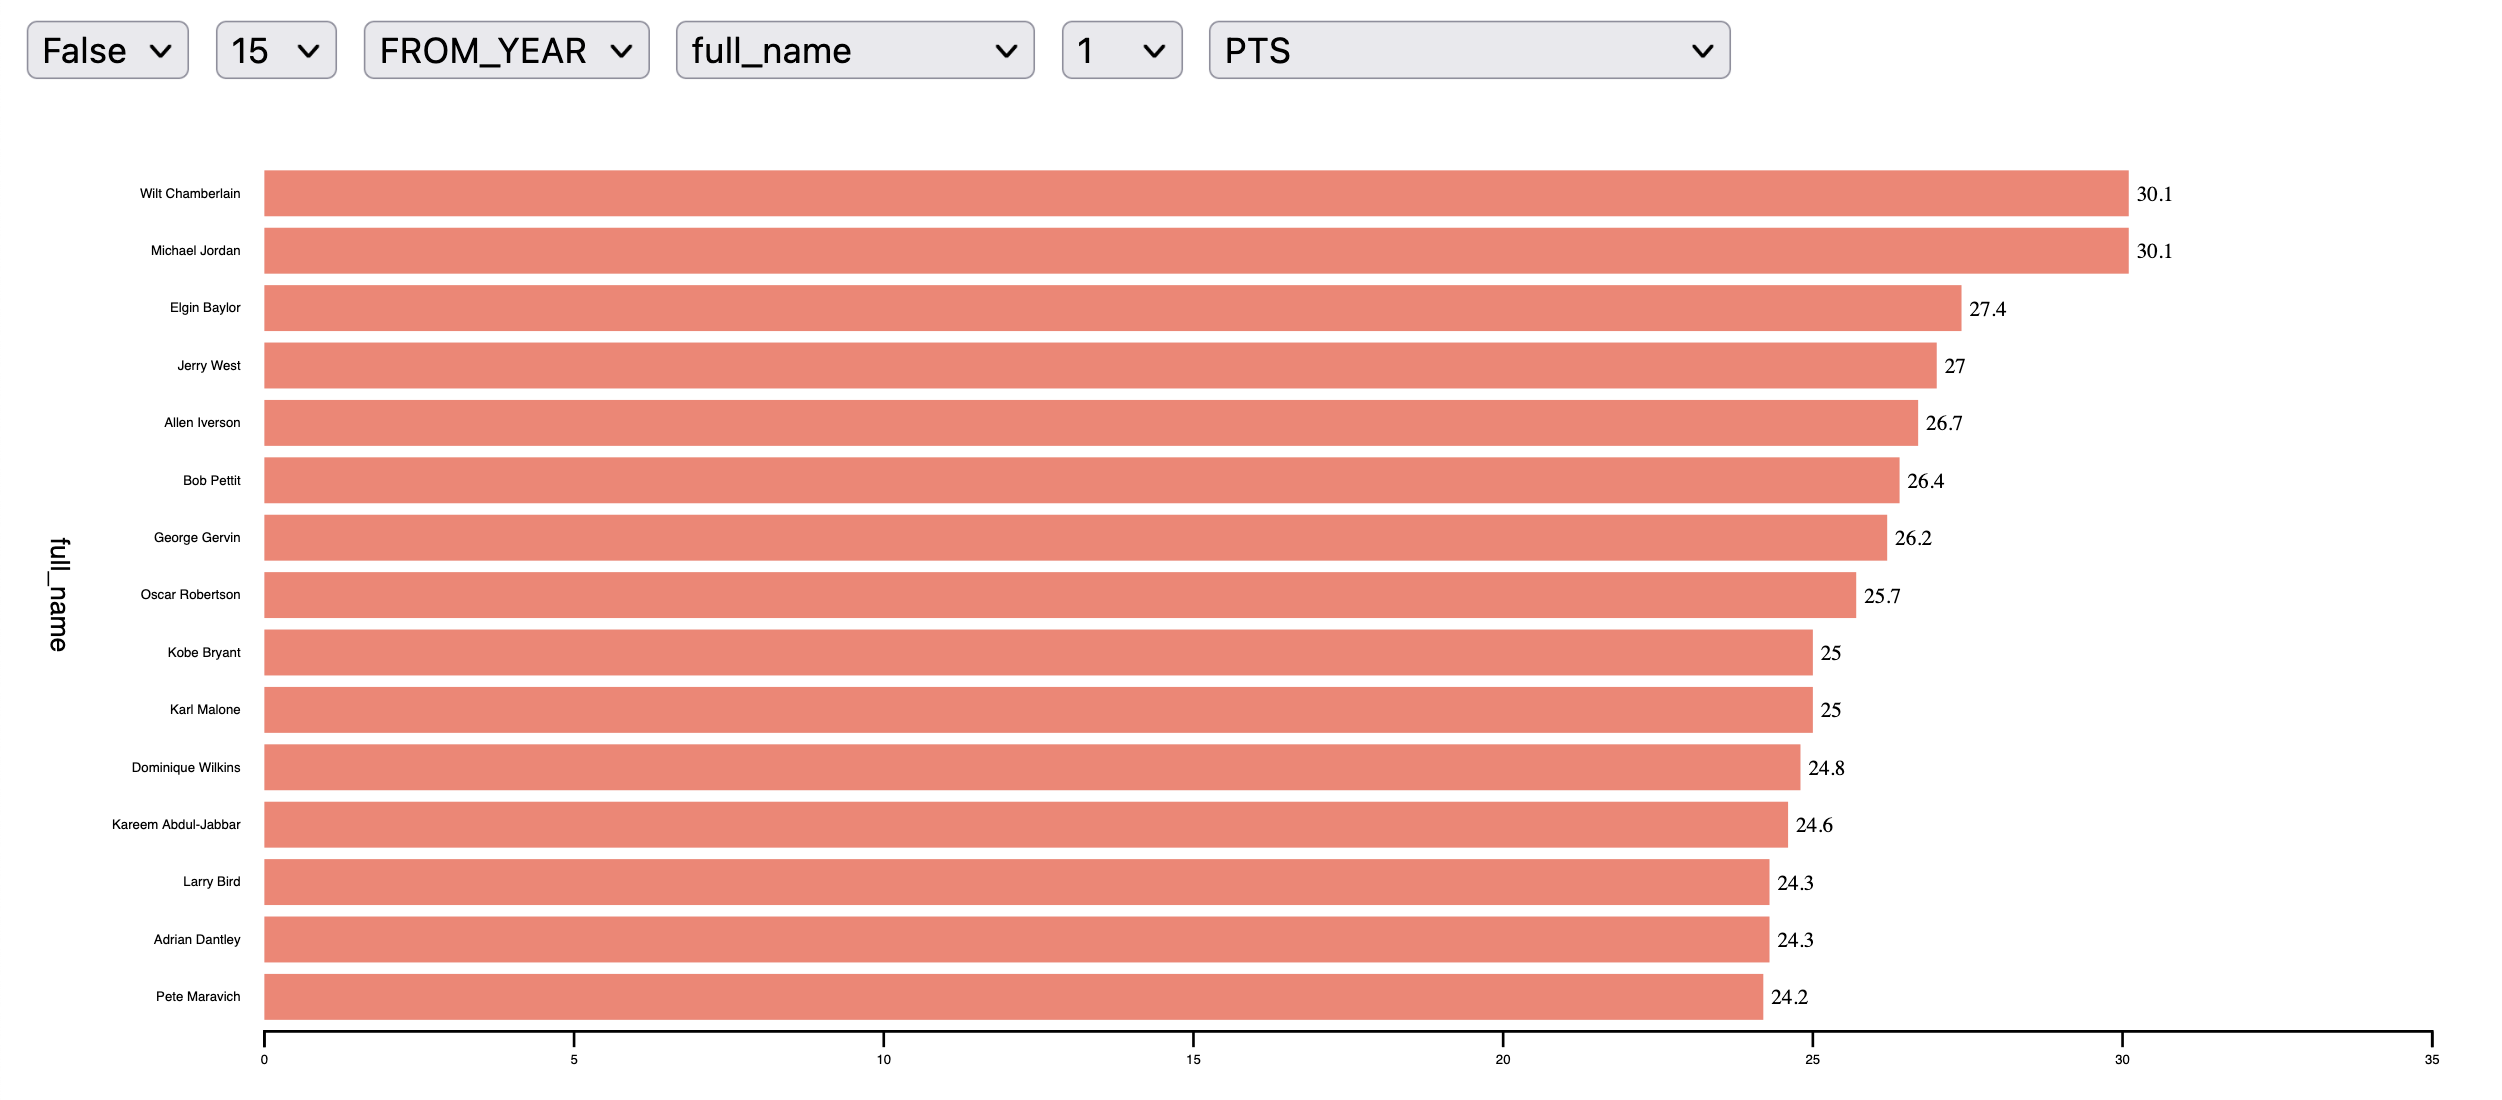 False 15 FROM_YEAR full_name 1 PTS
Wilt Chamberlain 30.1
Michael Jordan 30.1
Elgin Baylor 27.4
Jerry West 27
Allen Iverson 26.7
Bob Pettit 26.4
George Gervin 26.2
Oscar Robertson 25.7
full_name
Kobe Bryant 25
Karl Malone 25
Dominique Wilkins 24.8
Kareem Abdul-Jabbar 24.6
Larry Bird 24.3
Adrian Dantley 24.3
Pete Maravich 24.2
0 5 10 15 20 25 30 35